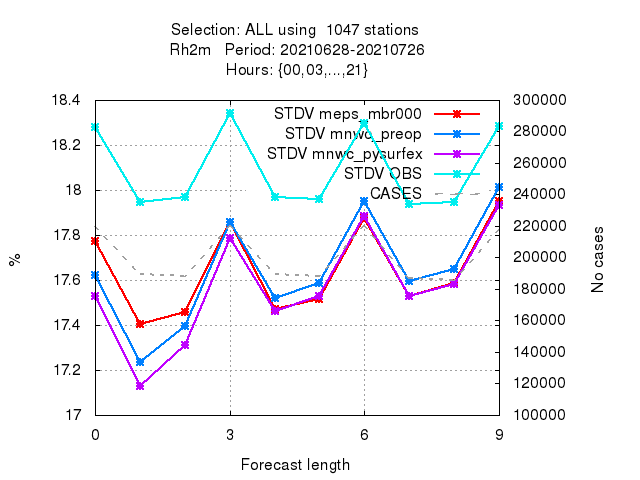 Selection: ALL using  1047 stations
Rh2m   Period: 20210628-20210726
Hours: {00,03,...,21}
STDV meps_mbr000
STDV mnwc_preop
STDV mnwc_pysurfex
STDV OBS
CASES
18.4
18.2
18
17.8
17.6
17.4
17.2
17
%
300000
280000
260000
240000
220000
200000
180000
160000
140000
120000
100000
No cases
0 3 6 9
Forecast length